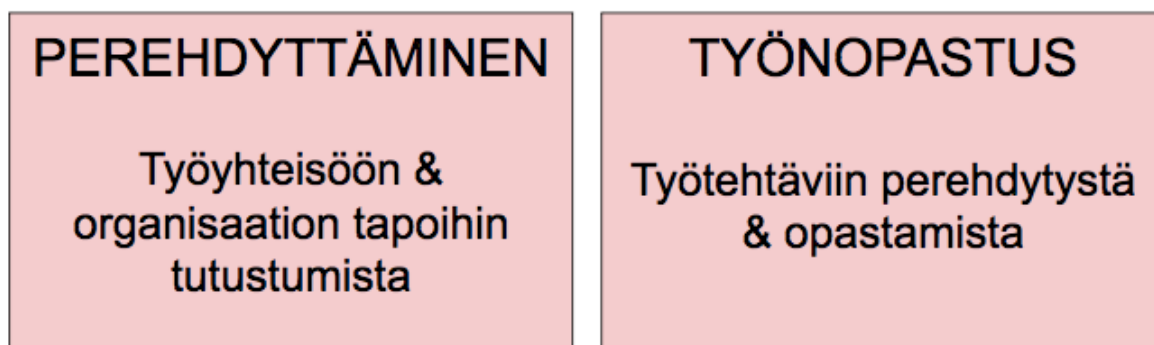 PEREHDYTTÄMINEN
Työyhteisöön &
organisaation tapoihin
tutustumista
TYÖNOPASTUS
Työtehtäviin perehdytystä
& opastamista